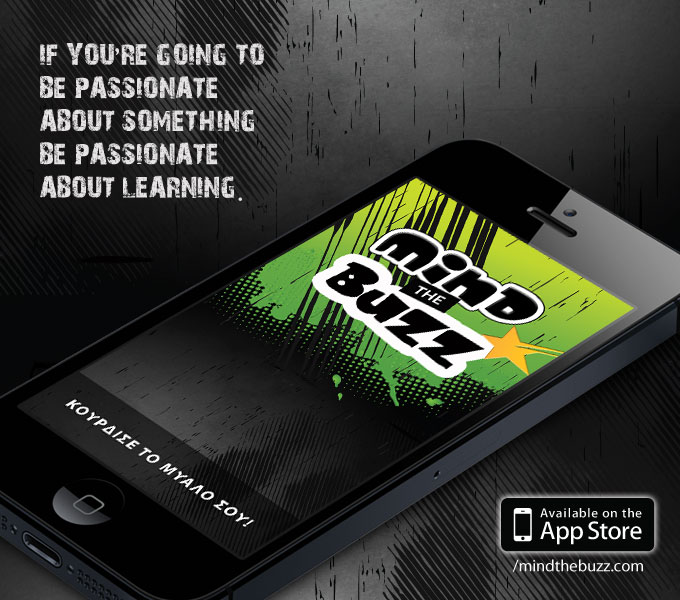 IF YOU'RE GOING TO
BE PASSIONATE
ABOUT SOMETHING
BE PASSIONATE
ABOUT LEARNING.
MIND
THE
BUZZ
ΚΟΥΡΔΙΣΕ ΤΟ ΜΥΑΛΟ ΣΟΥ!
Available on the
App Store
/mindthebuzz.com